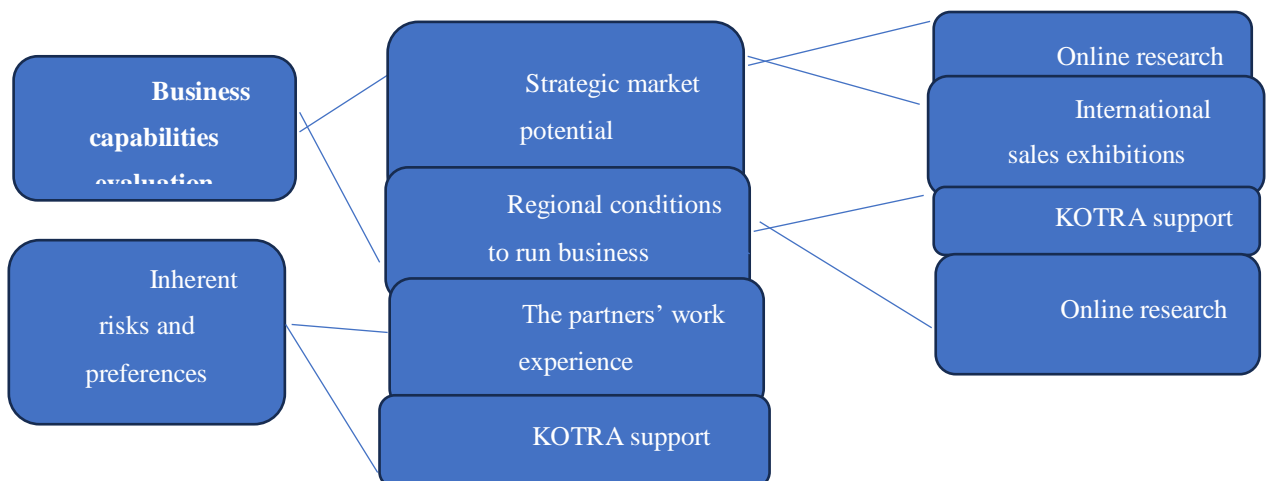 Business
capabilities
evaluation
Inherent
risks and
preferences
Strategic market
potential
Regional conditions
to run business
The partners’ work
experience
KOTRA support
Online research
International
sales exhibitions
KOTRA support
Online research